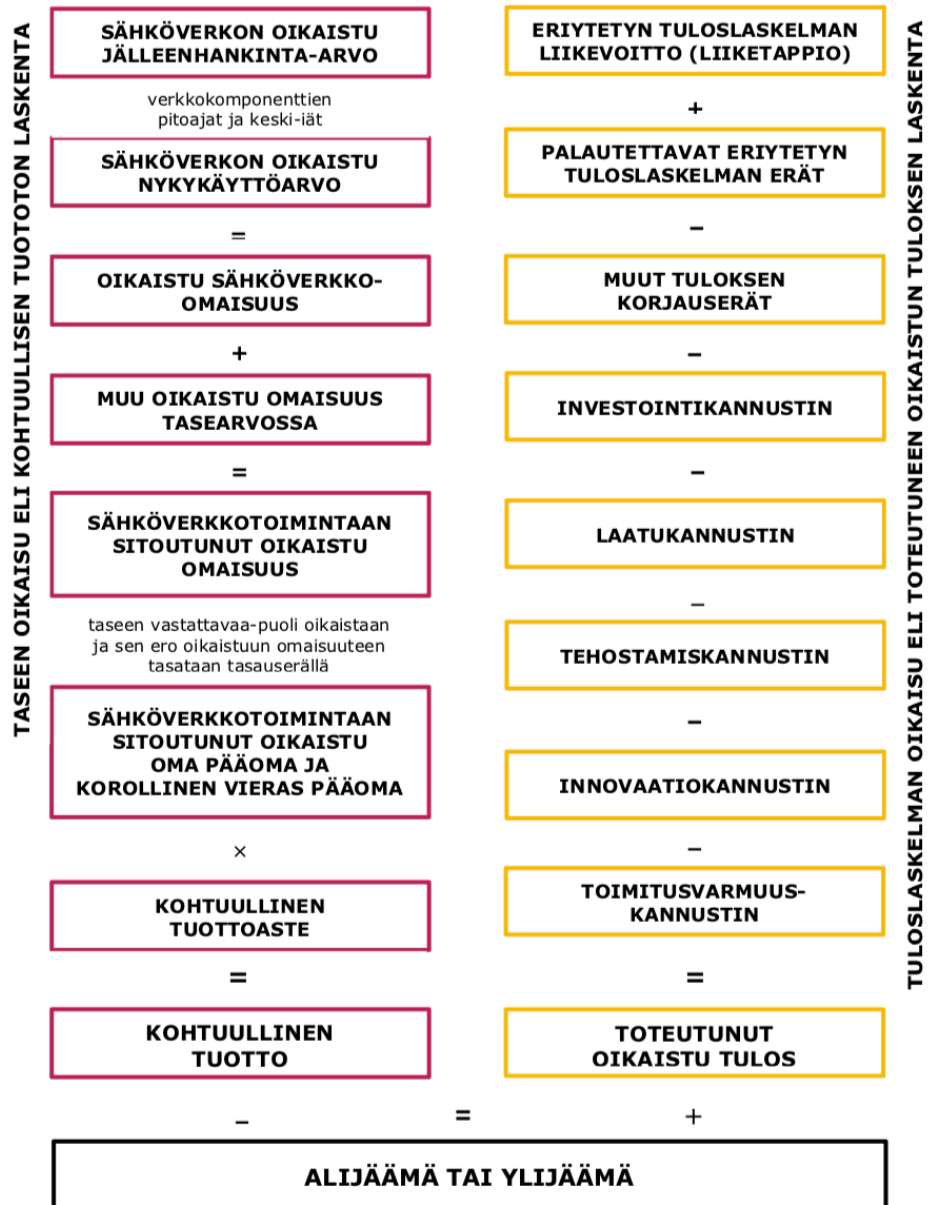 TASEEN OIKAISU ELI KOHTUULLISEN TUOTOTON LASKENTA
SÄHKÖVERKON OIKAISTU
JÄLLEENHANKINTA-ARVO
verkkokomponenttien
pitoajat ja keski-iät
SÄHKÖVERKON OIKAISTU
NYKYKÄYTTÖARVO
=
OIKAISTU SÄHKÖVERKKO-
OMAISUUS
+
MUU OIKAISTU OMAISUUS
TASEARVOSSA
=
SÄHKÖVERKKOTOIMINTAAN
SITOUTUNUT OIKAISTU
OMAISUUS
taseen vastattavaa-puoli oikaistaan
ja sen ero oikaistuun omaisuuteen
tasataan tasauserällä
SÄHKÖVERKKOTOIMINTAAN
SITOUTUNUT OIKAISTU
OMA PÄÄOMA JA
KOROLLINEN VIERAS PÄÄOMA
×
KOHTUULLINEN
TUOTTOASTE
=
KOHTUULLINEN
TUOTTO
ERIYTETYN TULOSLASKELMAN
LIIKEVOITTO (LIIKETAPPIO)
+
PALAUTETTAVAT ERIYTETYN
TULOSLASKELMAN ERÄT
–
MUUT TULOKSEN
KORJAUSERÄT
–
INVESTOINTIKANNUSTIN
–
LAATUKANNUSTIN
–
TEHOSTAMISKANNUSTIN
–
INNOVAATIOKANNUSTIN
–
TOIMITUSVARMUUS-
KANNUSTIN
=
TOTEUTUNUT
OIKAISTU TULOS
TULOSLASKELMAN OIKAISU ELI TOTEUTUNEEN OIKAISTUN TULOKSEN LASKENTA
– = +
ALIJÄÄMÄ TAI YLIJÄÄMÄ